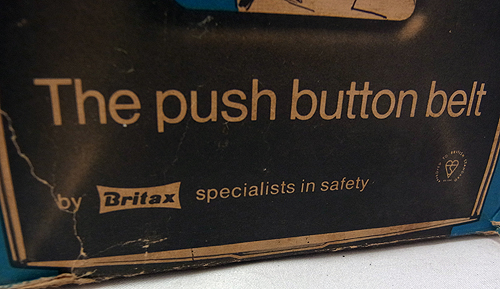 The push button belt
by Britax specialists in safety